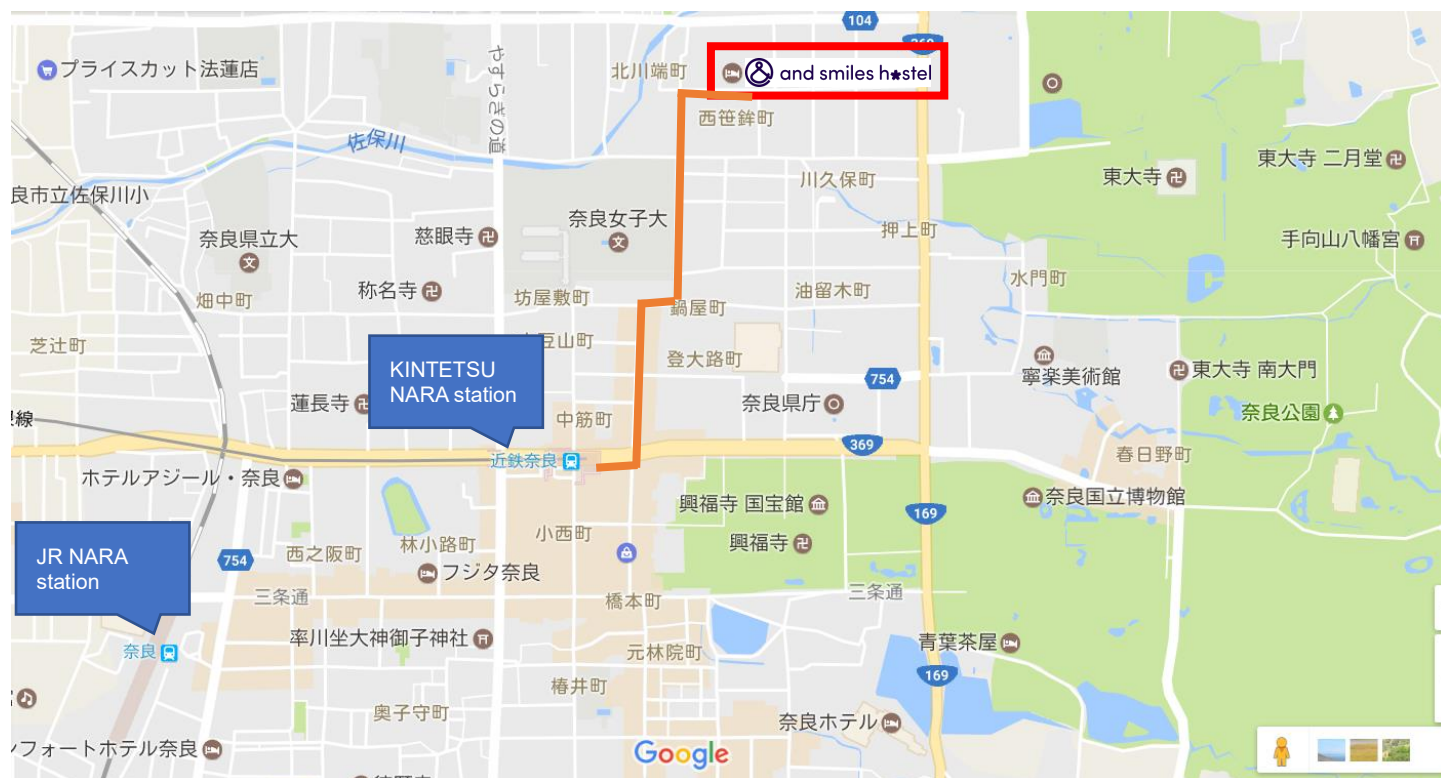 104
369
プライスカット法蓮店
やすらぎの道
北川端町
and smiles h★stel
西笹鉾町
佐保川
東大寺 二月堂
川久保町
東大寺
良市立佐保川小
奈良女子大
奈良県立大
慈眼寺
押上町
手向山八幡宮
水門町
畑中町
称名寺
坊屋敷町
油留木町
鍋屋町
芝辻町
豆山町
登大路町
KINTETSU
NARA station
754
寧楽美術館
東大寺 南大門
蓮長寺
中筋町
奈良県庁
奈良公園
線
369
春日野町
近鉄奈良
ホテルアジール・奈良
奈良国立博物館
興福寺 国宝館
169
小西町
興福寺
林小路町
JR NARA
station
754
西之阪町
フジタ奈良
三条通
橋本町
三条通
率川坐大神御子神社
青葉茶屋
奈良
元林院町
169
椿井町
奥子守町
奈良ホテル
ンフォートホテル奈良
Google